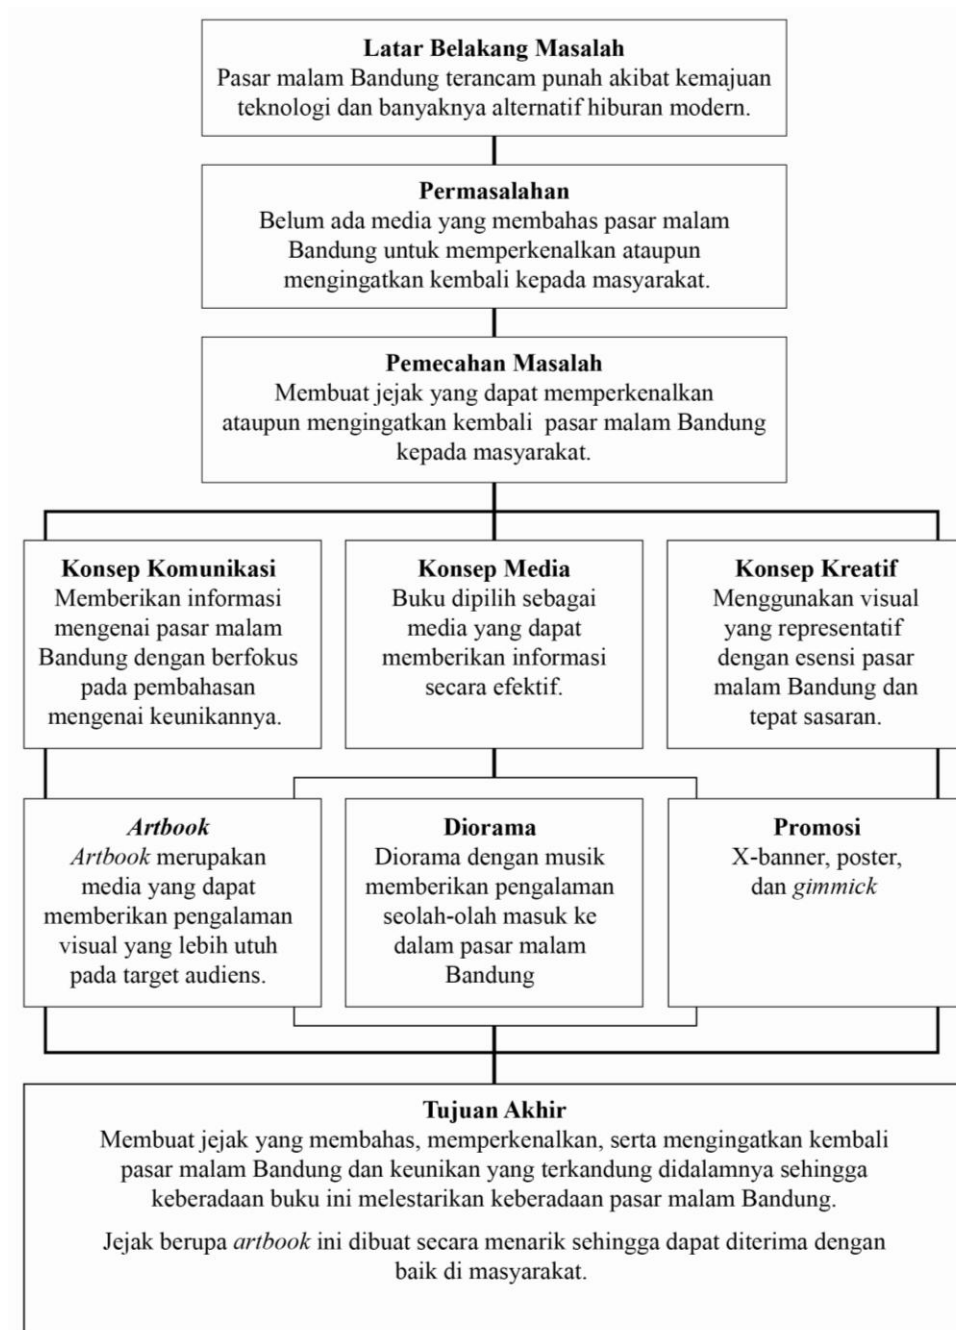 Latar Belakang Masalah
Pasar malam Bandung terancam punah akibat kemajuan
teknologi dan banyaknya alternatif hiburan modern.
Permasalahan
Belum ada media yang membahas pasar malam
Bandung untuk memperkenalkan ataupun
mengingatkan kembali kepada masyarakat.
Pemecahan Masalah
Membuat jejak yang dapat memperkenalkan
ataupun mengingatkan kembali pasar malam Bandung
kepada masyarakat.
Konsep Komunikasi
Memberikan informasi
mengenai pasar malam
Bandung dengan berfokus
pada pembahasan
mengenai keunikannya.
Konsep Media
Buku dipilih sebagai
media yang dapat
memberikan informasi
secara efektif.
Konsep Kreatif
Menggunakan visual
yang representatif
dengan esensi pasar
malam Bandung dan
tepat sasaran.
Artbook
Artbook merupakan
media yang dapat
memberikan pengalaman
visual yang lebih utuh
pada target audiens.
Diorama
Diorama dengan musik
memberikan pengalaman
seolah-olah masuk ke
dalam pasar malam
Bandung
Promosi
X-banner, poster,
dan gimmick
Tujuan Akhir
Membuat jejak yang membahas, memperkenalkan, serta mengingatkan kembali
pasar malam Bandung dan keunikan yang terkandung didalamnya sehingga
keberadaan buku ini melestarikan keberadaan pasar malam Bandung.
Jejak berupa artbook ini dibuat secara menarik sehingga dapat diterima dengan
baik di masyarakat.